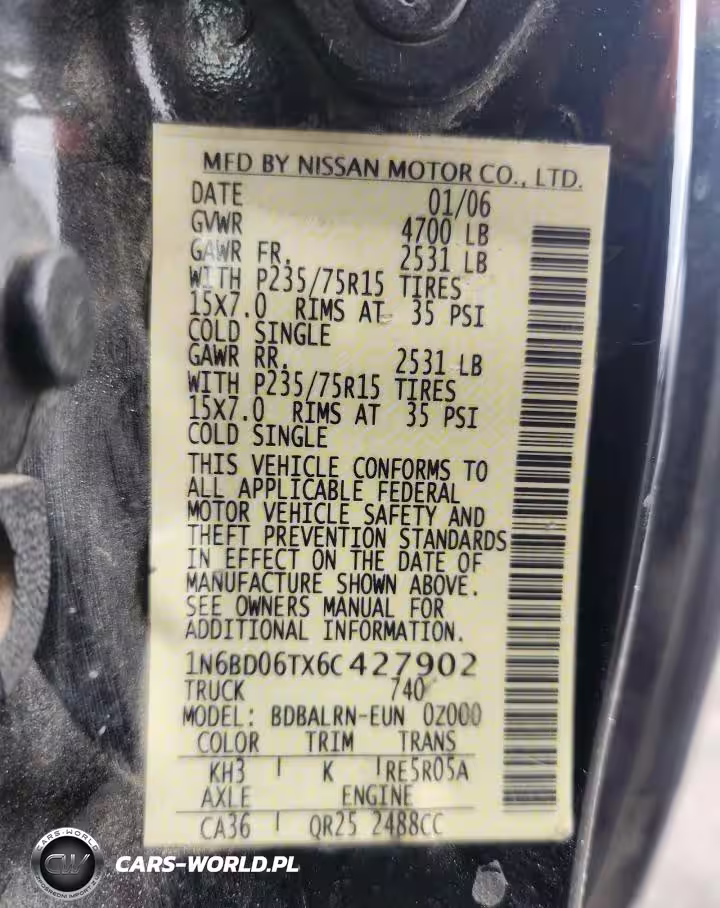 MFD BY NISSAN MOTOR CO., LTD.
DATE 01/06
GVWR 4700 LB
GAWR FR. 2531 LB
WITH P235/75R15 TIRES
15X7.0 RIMS AT 35 PSI
COLD SINGLE
GAWR RR. 2531 LB
WITH P235/75R15 TIRES
15X7.0 RIMS AT 35 PSI
COLD SINGLE
THIS VEHICLE CONFORMS TO
ALL APPLICABLE FEDERAL
MOTOR VEHICLE SAFETY AND
THEFT PREVENTION STANDARDS
IN EFFECT ON THE DATE OF
MANUFACTURE SHOWN ABOVE.
SEE OWNERS MANUAL FOR
ADDITIONAL INFORMATION.
1N6BD06TX6C427902
TRUCK 740
MODEL: BDBALRN-EUN 0Z000
COLOR TRIM TRANS
KH3 K RE5R05A
AXLE ENGINE
CA36 QR25 2488CC
CARS-WORLD
CW
CARS-WORLD.PL